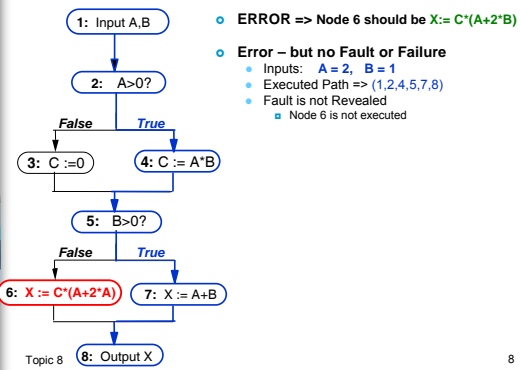 1: Input A,B
2: A>0?
False
True
3: C :=0
4: C := A*B
5: B>0?
False
True
6: X := C*(A+2*A)
7: X := A+B
8: Output X
ERROR => Node 6 should be X:= C*(A+2*B)
Error – but no Fault or Failure
Inputs: A = 2, B = 1
Executed Path => (1,2,4,5,7,8)
Fault is not Revealed
Node 6 is not executed
Topic 8
8